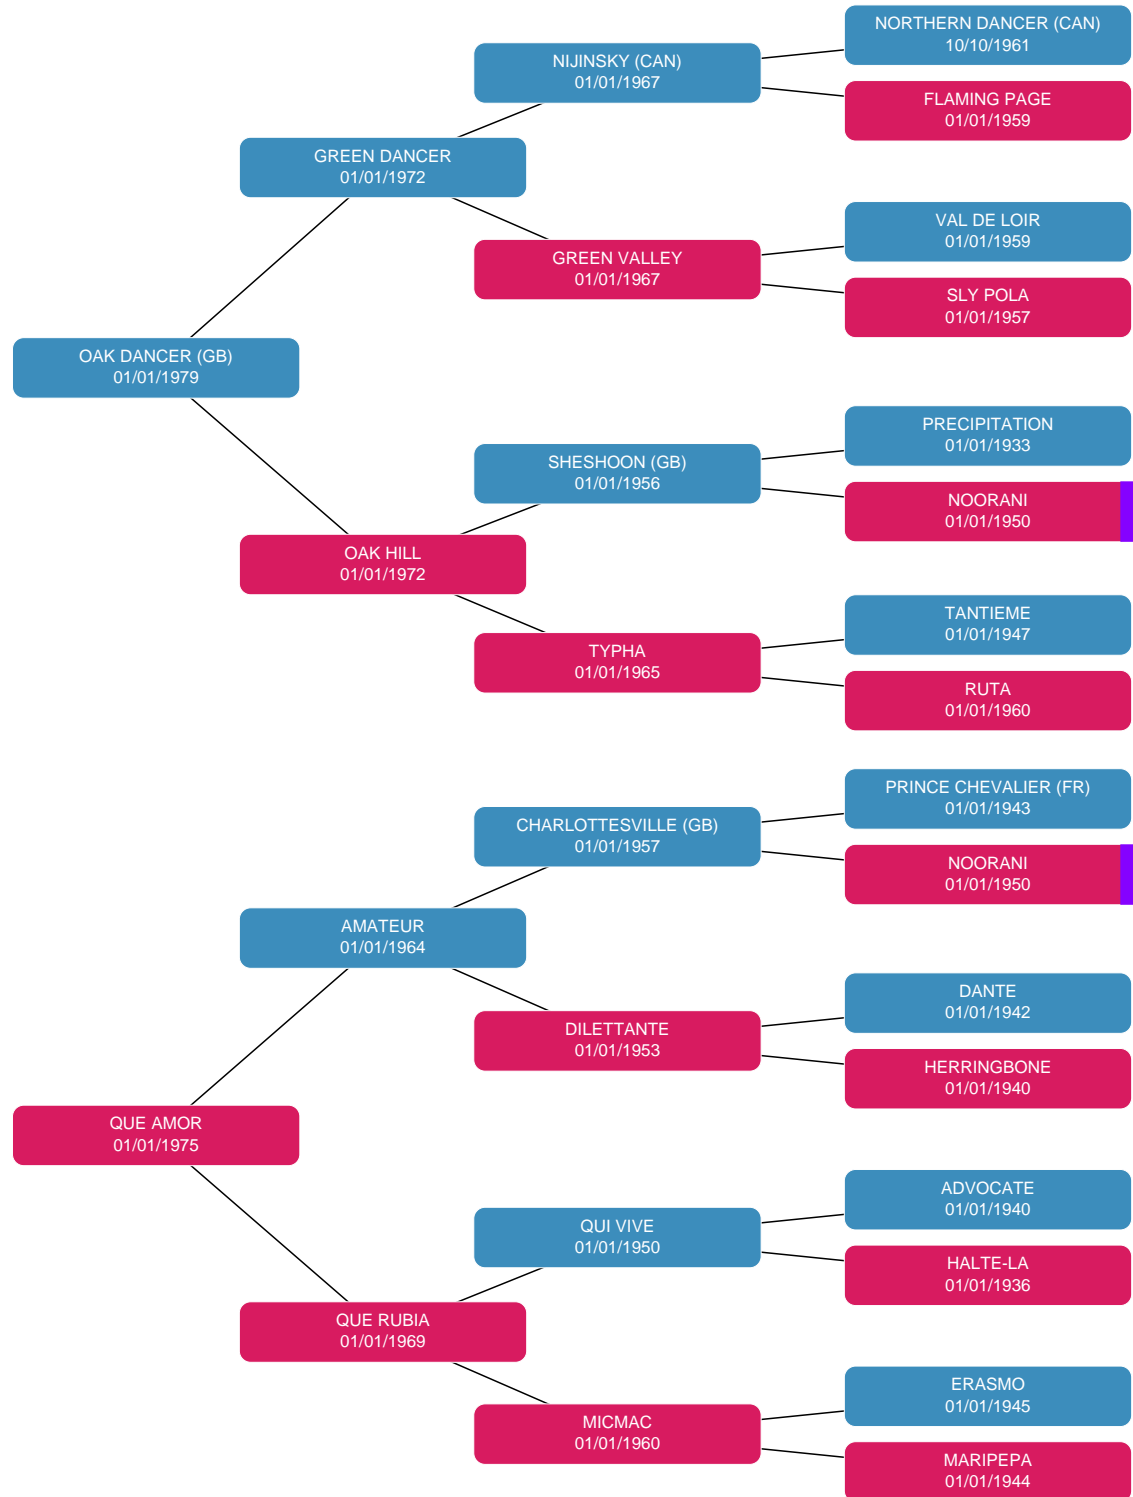 NORTHERN DANCER (CAN)
10/10/1961
NIJINSKY (CAN)
01/01/1967
FLAMING PAGE
01/01/1959
GREEN DANCER
01/01/1972
VAL DE LOIR
01/01/1959
GREEN VALLEY
01/01/1967
SLY POLA
01/01/1957
OAK DANCER (GB)
01/01/1979
PRECIPITATION
01/01/1933
SHESHOON (GB)
01/01/1956
NOORANI
01/01/1950
OAK HILL
01/01/1972
TANTIEME
01/01/1947
TYPHA
01/01/1965
RUTA
01/01/1960
PRINCE CHEVALIER (FR)
01/01/1943
CHARLOTTESVILLE (GB)
01/01/1957
NOORANI
01/01/1950
AMATEUR
01/01/1964
DANTE
01/01/1942
DILETTANTE
01/01/1953
HERRINGBONE
01/01/1940
QUE AMOR
01/01/1975
ADVOCATE
01/01/1940
QUI VIVE
01/01/1950
HALTE-LA
01/01/1936
QUE RUBIA
01/01/1969
ERASMO
01/01/1945
MICMAC
01/01/1960
MARIPEPA
01/01/1944